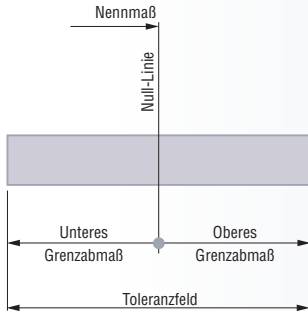 Nennmaß
Null-Linie
Unteres
Grenzabmaß
Oberes
Grenzabmaß
Toleranzfeld